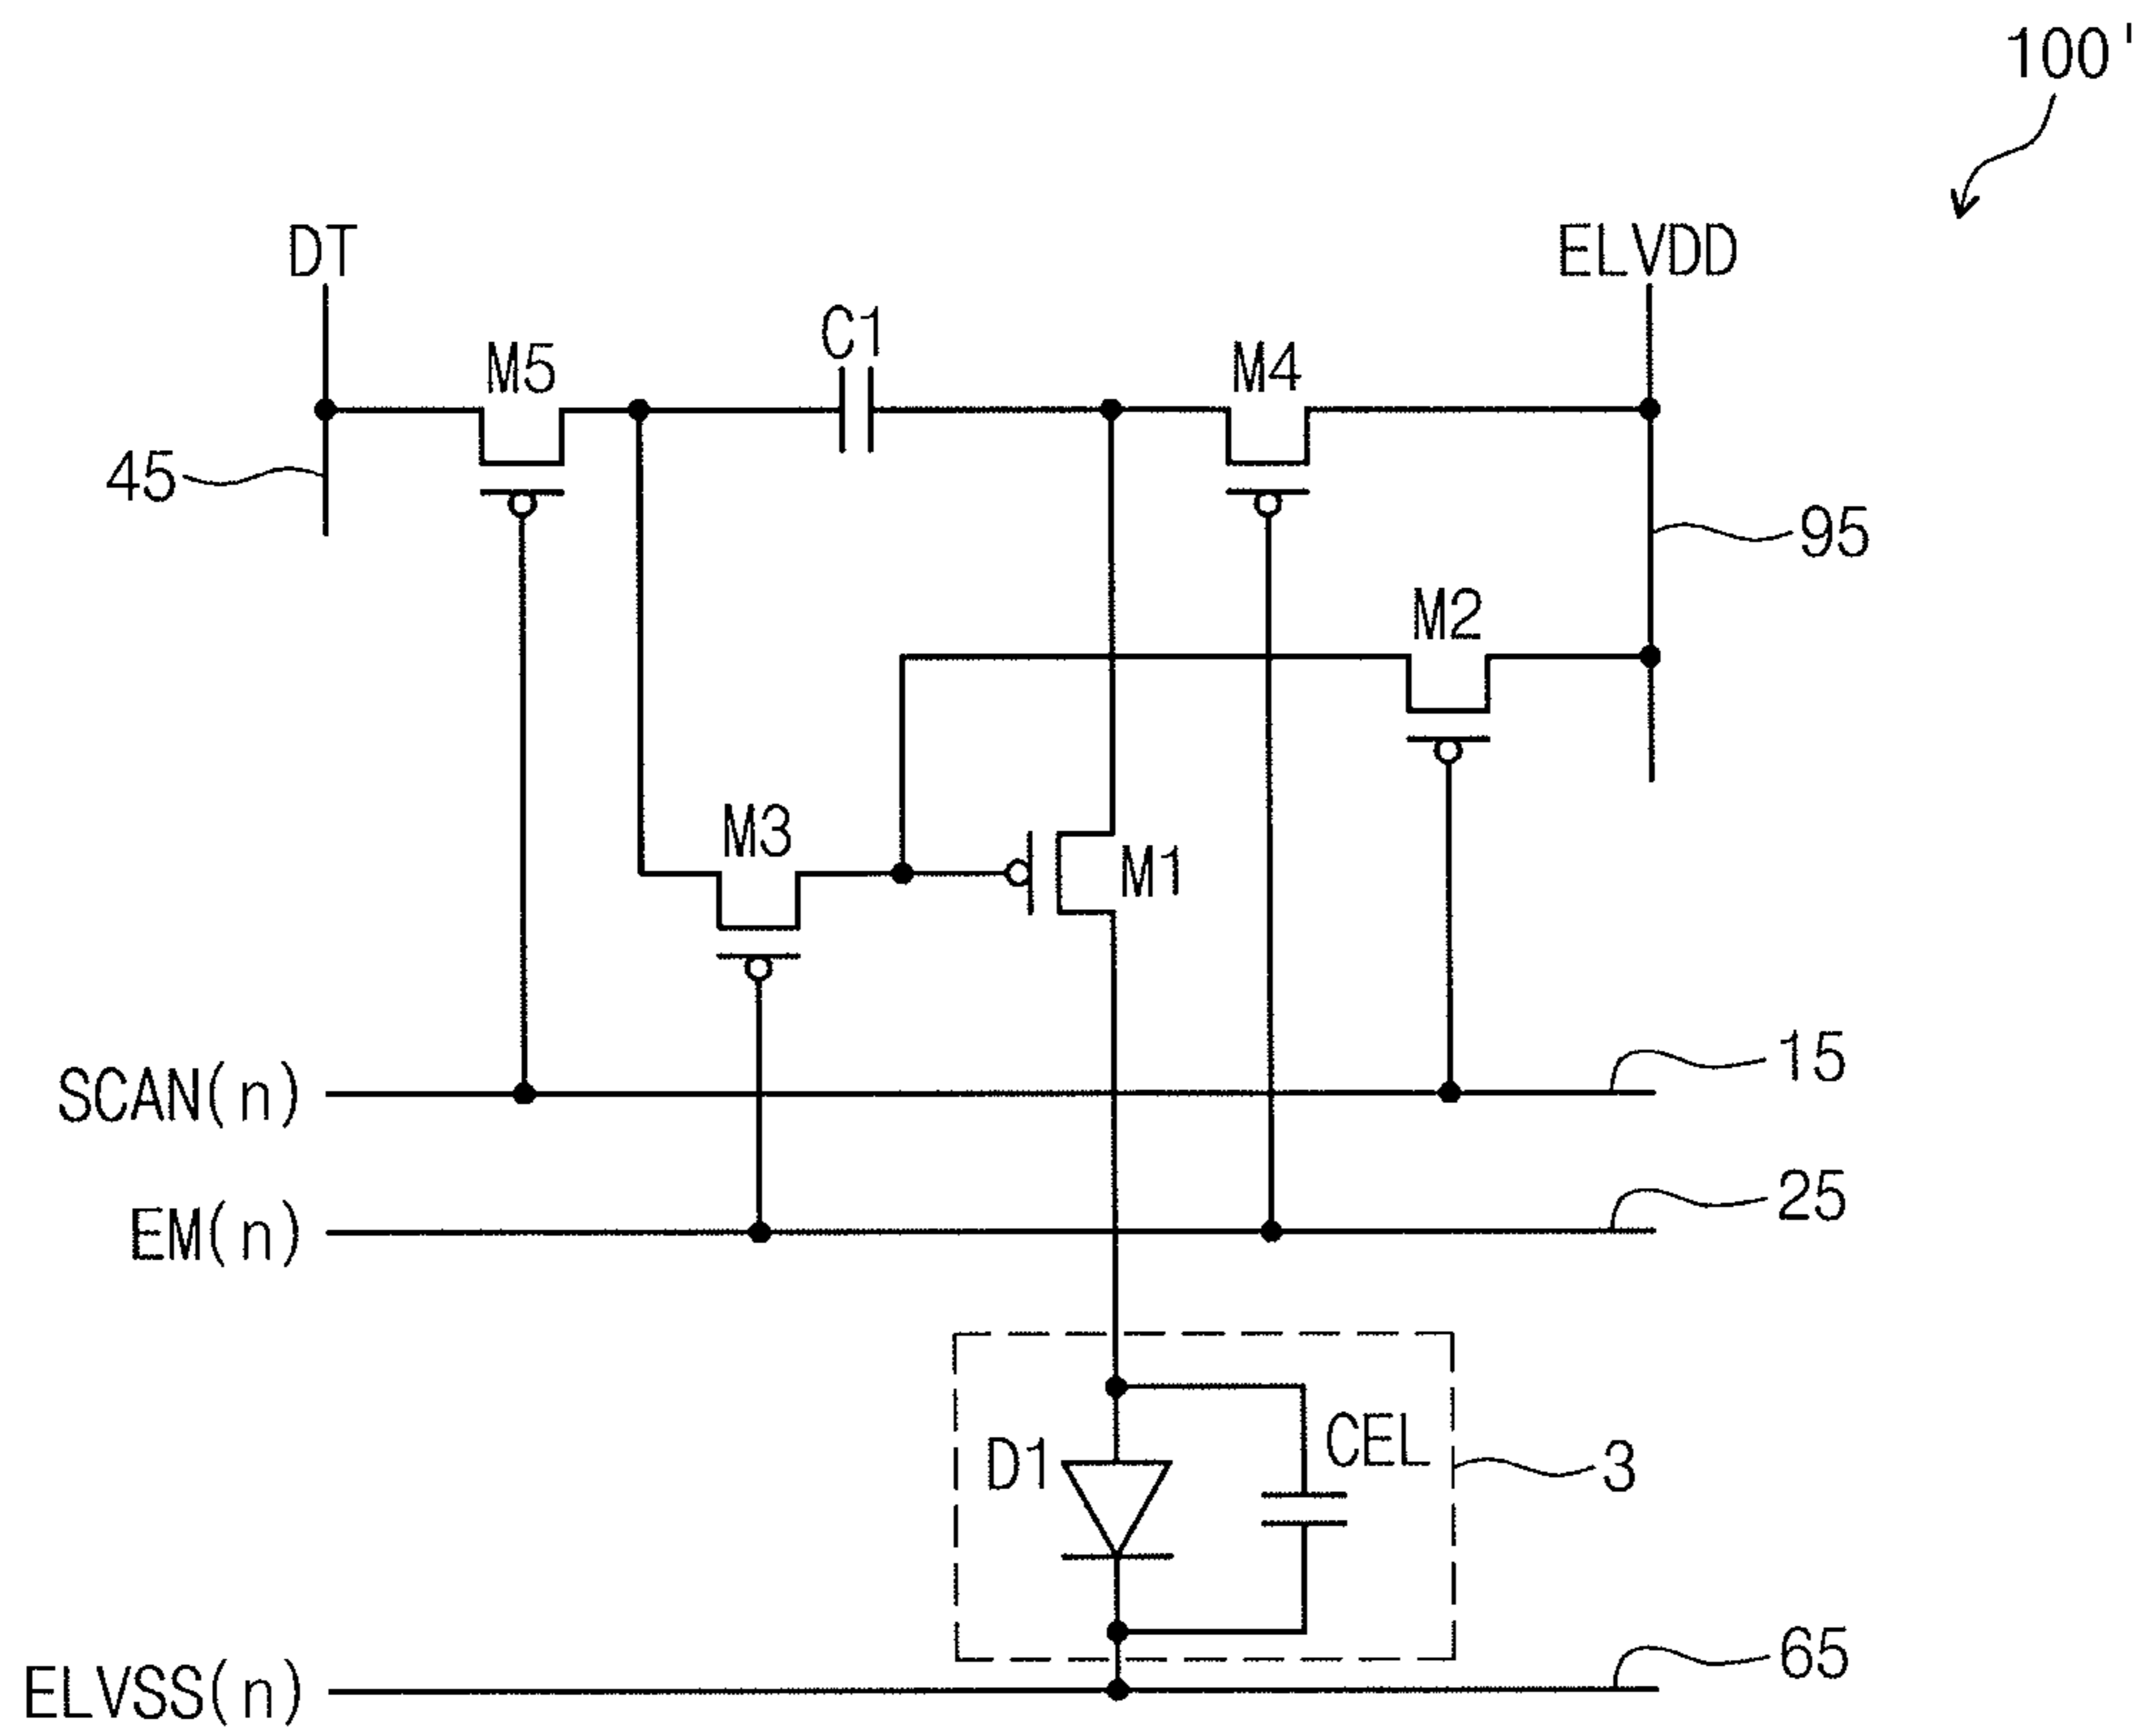 100'
DT
ELVDD
C1
M5
M4
45
95
M2
M3
M1
SCAN(n)
15
EM(n)
25
D1
CEL
3
ELVSS(n)
65